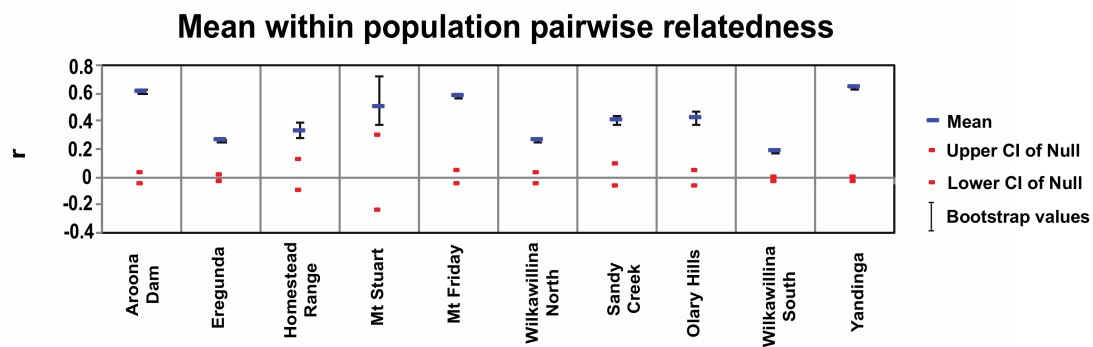 Mean within population pairwise relatedness
r
0.8
0.6
0.4
0.2
0
-0.2
-0.4
Aroona
Dam
Eregunda
Homestead
Range
Mt Stuart
Mt Friday
Wilkawillina
North
Sandy
Creek
Olary Hills
Wilkawillina
South
Yandinga
Mean
Upper CI of Null
Lower CI of Null
Bootstrap values